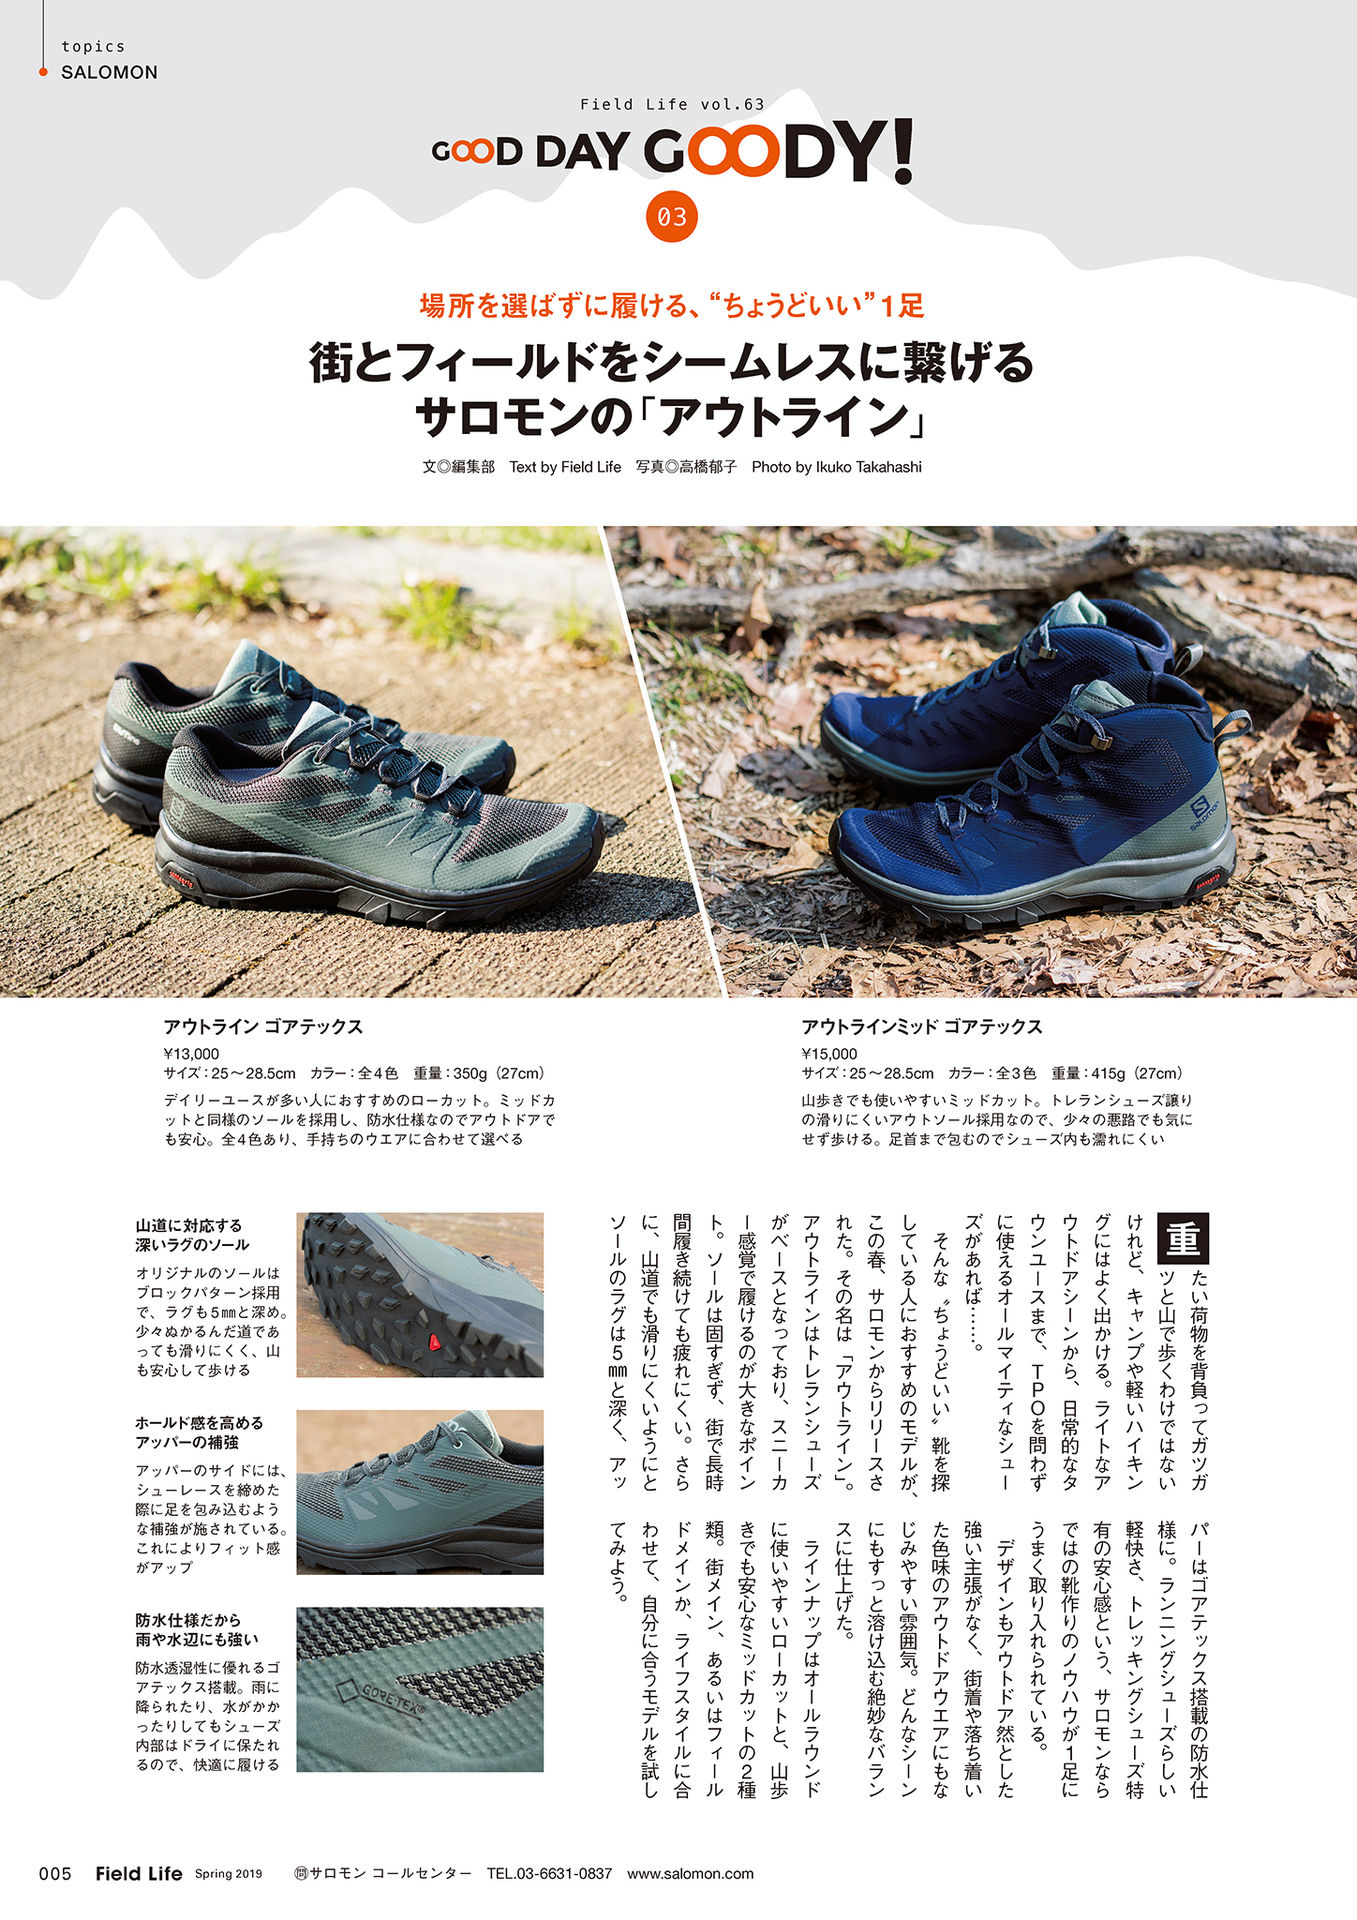 topics
SALOMON
Field Life vol.63
GOOD DAY GOODY!
03
場所を選ばずに履ける、“ちょうどいい”1足
街とフィールドをシームレスに繋げる
サロモンの「アウトライン」
文◎編集部　Text by Field Life　写真◎高橋郁子　Photo by Ikuko Takahashi
salomon
アウトライン ゴアテックス
¥13,000
サイズ：25～28.5cm　カラー：全4色　重量：350g（27cm）
デイリーユースが多い人におすすめのローカット。ミッドカ
ットと同様のソールを採用し、防水仕様なのでアウトドアで
も安心。全4色あり、手持ちのウエアに合わせて選べる
アウトラインミッド ゴアテックス
¥15,000
サイズ：25～28.5cm　カラー：全3色　重量：415g（27cm）
山歩きでも使いやすいミッドカット。トレランシューズ譲り
の滑りにくいアウトソール採用なので、少々の悪路でも気に
せず歩ける。足首まで包むのでシューズ内も濡れにくい
重たい荷物を背負ってガツガ
ツと山で歩くわけではない
けれど、キャンプや軽いハイキン
グにはよく出かける。ライトなア
ウトドアシーンから、日常的なタ
ウンユースまで、TPOを問わず
に使えるオールマイティなシュー
ズがあれば……。
そんな〝ちょうどいい〟靴を探
している人におすすめのモデルが、
この春、サロモンからリリースさ
れた。その名は「アウトライン」。
アウトラインはトレランシューズ
がベースとなっており、スニーカ
ー感覚で履けるのが大きなポイン
ト。ソールは固すぎず、街で長時
間履き続けても疲れにくい。さら
に、山道でも滑りにくいようにと
ソールのラグは5㎜と深く、アッ
パーはゴアテックス搭載の防水仕
様に。ランニングシューズらしい
軽快さ、トレッキングシューズ特
有の安心感という、サロモンなら
ではの靴作りのノウハウが1足に
うまく取り入れられている。
デザインもアウトドア然とした
強い主張がなく、街着や落ち着い
た色味のアウトドアウエアにもな
じみやすい雰囲気。どんなシーン
にもすっと溶け込む絶妙なバラン
スに仕上げた。
ラインナップはオールラウンド
に使いやすいローカットと、山歩
きでも安心なミッドカットの2種
類。街メイン、あるいはフィール
ドメインか、ライフスタイルに合
わせて、自分に合うモデルを試し
てみよう。
山道に対応する
深いラグのソール
オリジナルのソールは
ブロックパターン採用
で、ラグも5㎜と深め。
少々ぬかるんだ道であ
っても滑りにくく、山
も安心して歩ける
ホールド感を高める
アッパーの補強
アッパーのサイドには、
シューレースを締めた
際に足を包み込むよう
な補強が施されている。
これによりフィット感
がアップ
防水仕様だから
雨や水辺にも強い
防水透湿性に優れるゴ
アテックス搭載。雨に
降られたり、水がかか
ったりしてもシューズ
内部はドライに保たれ
るので、快適に履ける
GORE-TEX®
005　Field Life　Spring 2019　㉄サロモン コールセンター　TEL.03-6631-0837　www.salomon.com